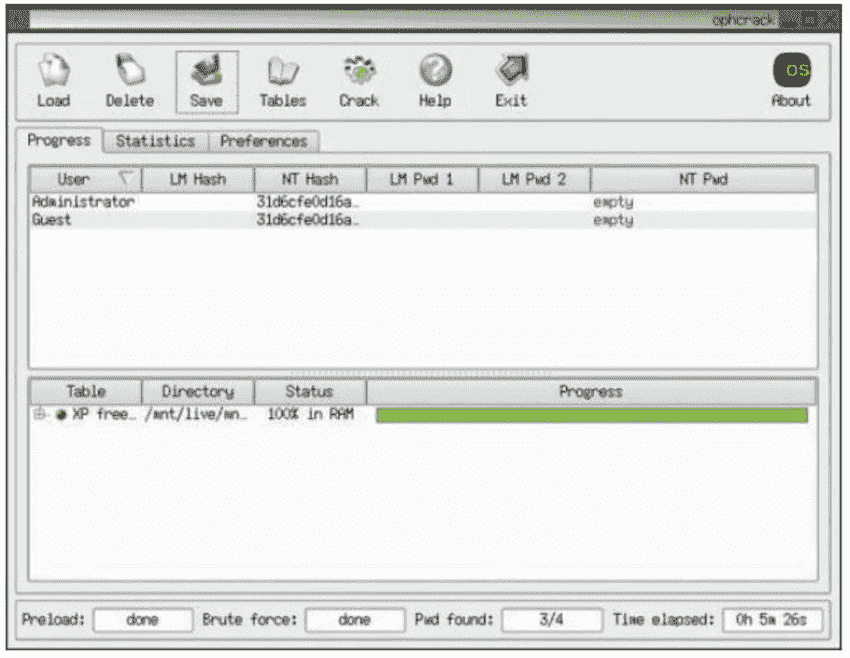 ophcrack
Load Delete Save Tables Crack Help Exit OS About
Progress Statistics Preferences
User LM Hash NT Hash LM Pwd 1 LM Pwd 2 NT Pwd
Administrator 31d6cfe0d16a... empty
Guest 31d6cfe0d16a... empty
Table Directory Status Progress
XP free... /mnt/live/mn... 100% in RAM
Preload: done Brute force: done Pwd found: 3/4 Time elapsed: 0h 5m 26s